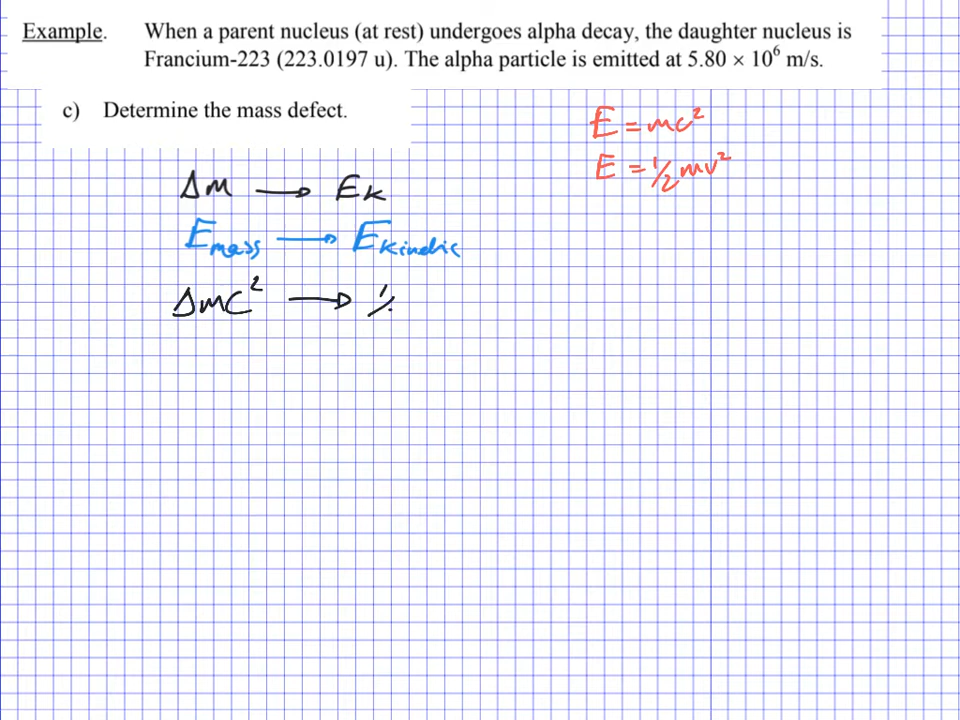 Example. When a parent nucleus (at rest) undergoes alpha decay, the daughter nucleus is
Francium-223 (223.0197 u). The alpha particle is emitted at 5.80 × 10⁶ m/s.
c) Determine the mass defect.
E = mc²
E = ½mv²
Δm → Ek
Emass → Ekinetic
Δmc² → 1/